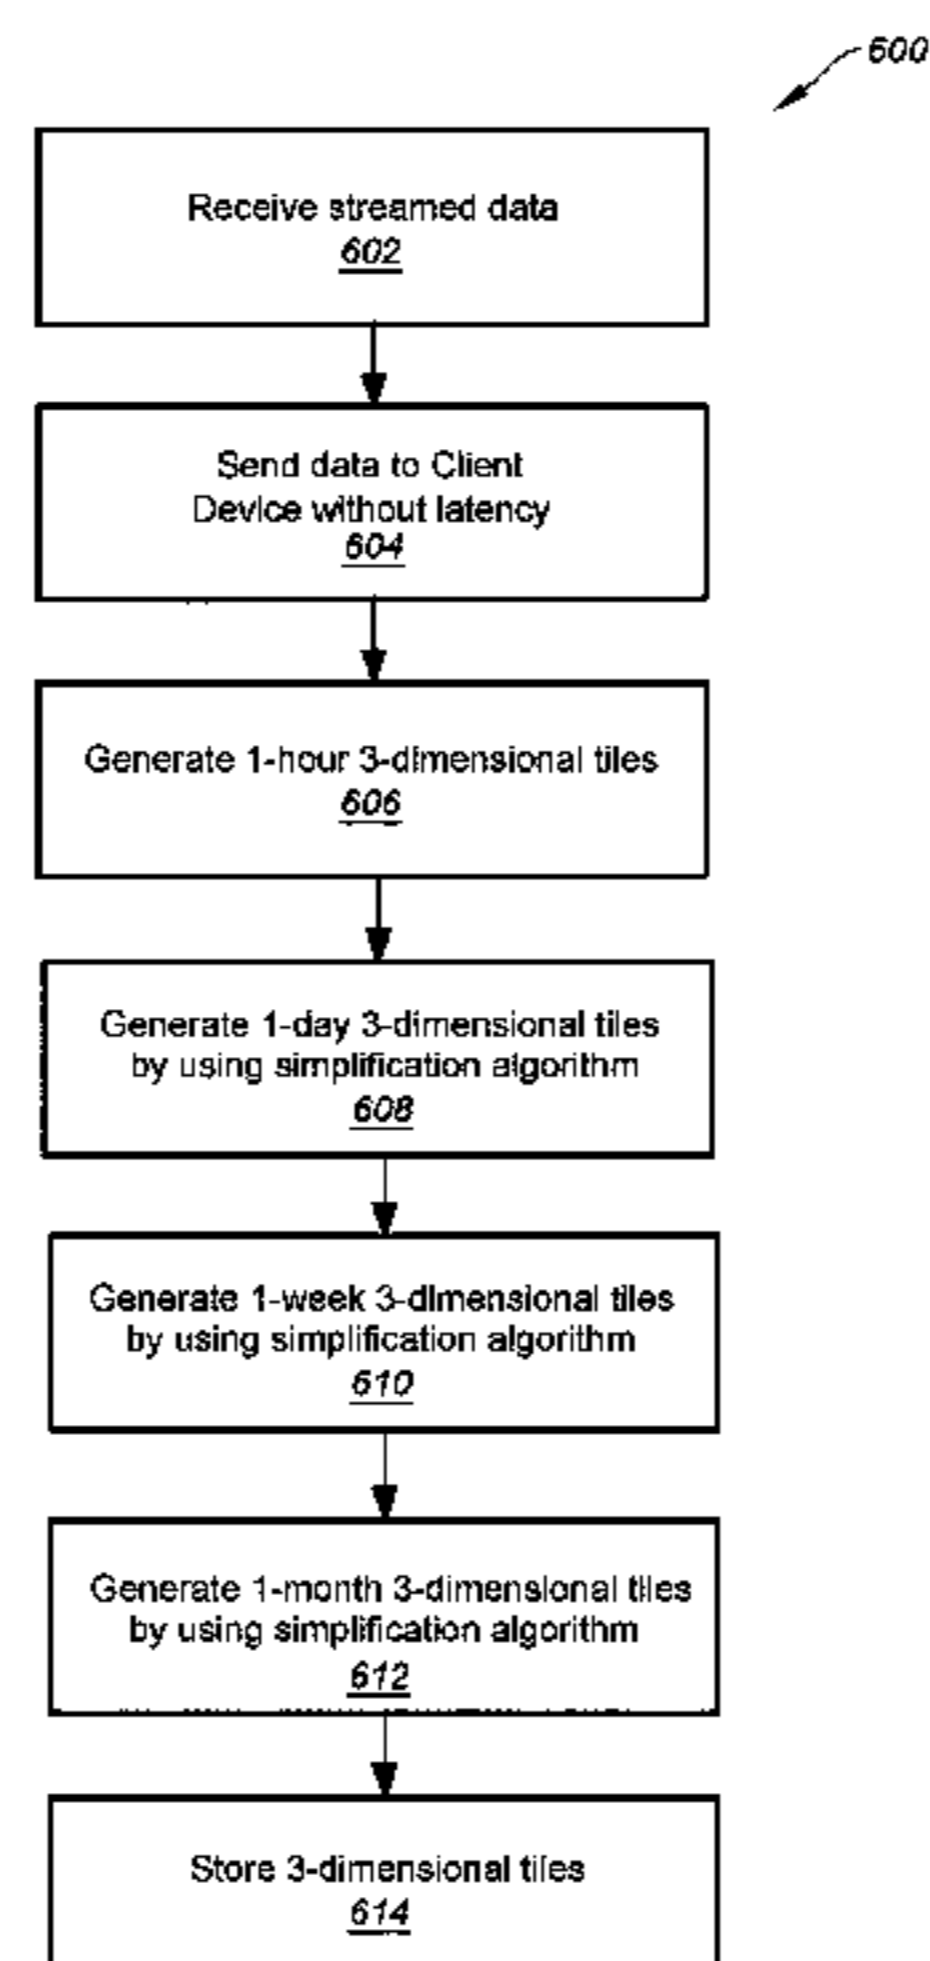 600
Receive streamed data
602
Send data to Client
Device without latency
604
Generate 1-hour 3-dimensional tiles
606
Generate 1-day 3-dimensional tiles
by using simplification algorithm
608
Generate 1-week 3-dimensional tiles
by using simplification algorithm
610
Generate 1-month 3-dimensional tiles
by using simplification algorithm
612
Store 3-dimensional tiles
614